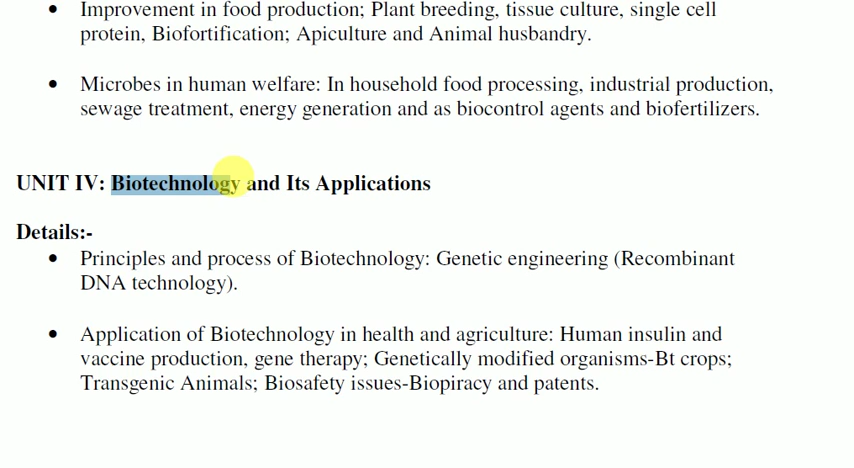 • Improvement in food production; Plant breeding, tissue culture, single cell
protein, Biofortification; Apiculture and Animal husbandry.
• Microbes in human welfare: In household food processing, industrial production,
sewage treatment, energy generation and as biocontrol agents and biofertilizers.
UNIT IV: Biotechnology and Its Applications
Details:-
• Principles and process of Biotechnology: Genetic engineering (Recombinant
DNA technology).
• Application of Biotechnology in health and agriculture: Human insulin and
vaccine production, gene therapy; Genetically modified organisms-Bt crops;
Transgenic Animals; Biosafety issues-Biopiracy and patents.